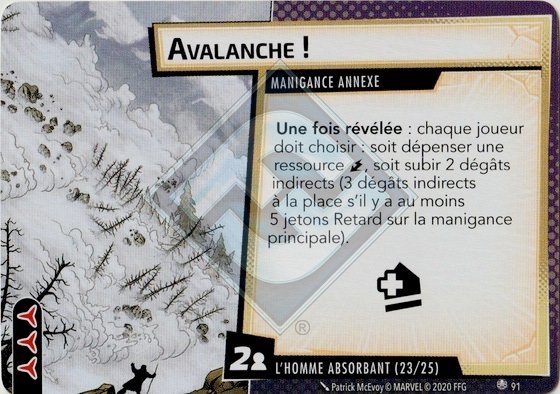 AVALANCHE !
MANIGANCE ANNEXE
Une fois révélée : chaque joueur
doit choisir : soit dépenser une
ressource , soit subir 2 dégâts
indirects (3 dégâts indirects
à la place s'il y a au moins
5 jetons Retard sur la manigance
principale).
2
L'HOMME ABSORBANT (23/25)
Patrick McEvoy © MARVEL © 2020 FFG
91
®